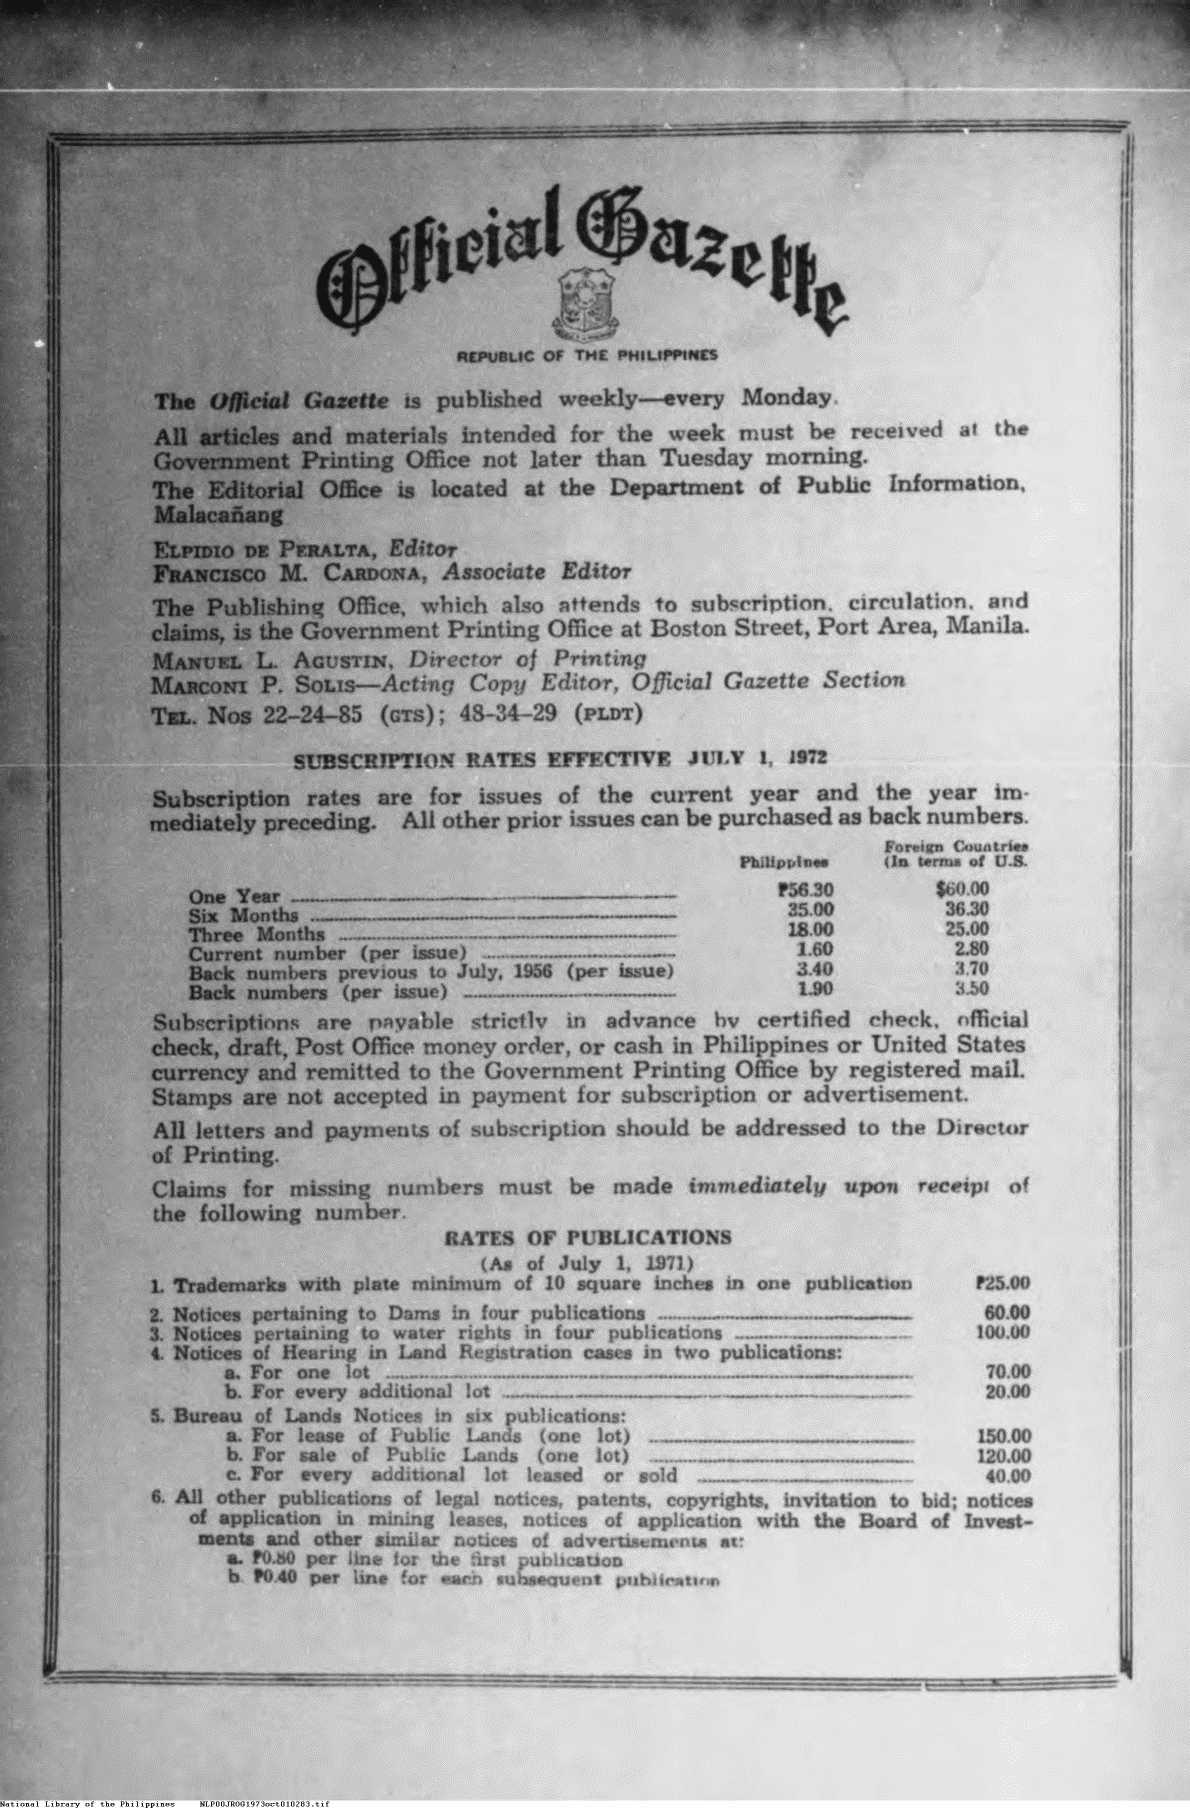 Official Gazette
REPUBLIC OF THE PHILIPPINES
The Official Gazette is published weekly—every Monday.
All articles and materials intended for the week must be received at the
Government Printing Office not later than Tuesday morning.
The Editorial Office is located at the Department of Public Information,
Malacañang
ELPIDIO DE PERALTA, Editor
FRANCISCO M. CARDONA, Associate Editor
The Publishing Office, which also attends to subscription, circulation, and
claims, is the Government Printing Office at Boston Street, Port Area, Manila.
MANUEL L. AGUSTIN, Director of Printing
MARCONI P. SOLIS—Acting Copy Editor, Official Gazette Section
TEL. Nos 22-24-85 (GTS); 48-34-29 (PLDT)
SUBSCRIPTION RATES EFFECTIVE JULY 1, 1972
Subscription rates are for issues of the current year and the year im-
mediately preceding. All other prior issues can be purchased as back numbers.
Foreign Countries
Philippines (In terms of U.S.
One Year ₱56.30 $60.00
Six Months 35.00 36.30
Three Months 18.00 25.00
Current number (per issue) 1.60 2.80
Back numbers previous to July, 1956 (per issue) 3.40 3.70
Back numbers (per issue) 1.90 3.50
Subscriptions are payable strictly in advance by certified check, official
check, draft, Post Office money order, or cash in Philippines or United States
currency and remitted to the Government Printing Office by registered mail.
Stamps are not accepted in payment for subscription or advertisement.
All letters and payments of subscription should be addressed to the Director
of Printing.
Claims for missing numbers must be made immediately upon receipt of
the following number.
RATES OF PUBLICATIONS
(As of July 1, 1971)
1. Trademarks with plate minimum of 10 square inches in one publication ₱25.00
2. Notices pertaining to Dams in four publications 60.00
3. Notices pertaining to water rights in four publications 100.00
4. Notices of Hearing in Land Registration cases in two publications:
a. For one lot 70.00
b. For every additional lot 20.00
5. Bureau of Lands Notices in six publications:
a. For lease of Public Lands (one lot) 150.00
b. For sale of Public Lands (one lot) 120.00
c. For every additional lot leased or sold 40.00
6. All other publications of legal notices, patents, copyrights, invitation to bid; notices
of application in mining leases, notices of application with the Board of Invest-
ments and other similar notices of advertisements at:
a. ₱0.80 per line for the first publication
b. ₱0.40 per line for each subsequent publication
National Library of the Philippines NLP00JROG1973oct010283.tif